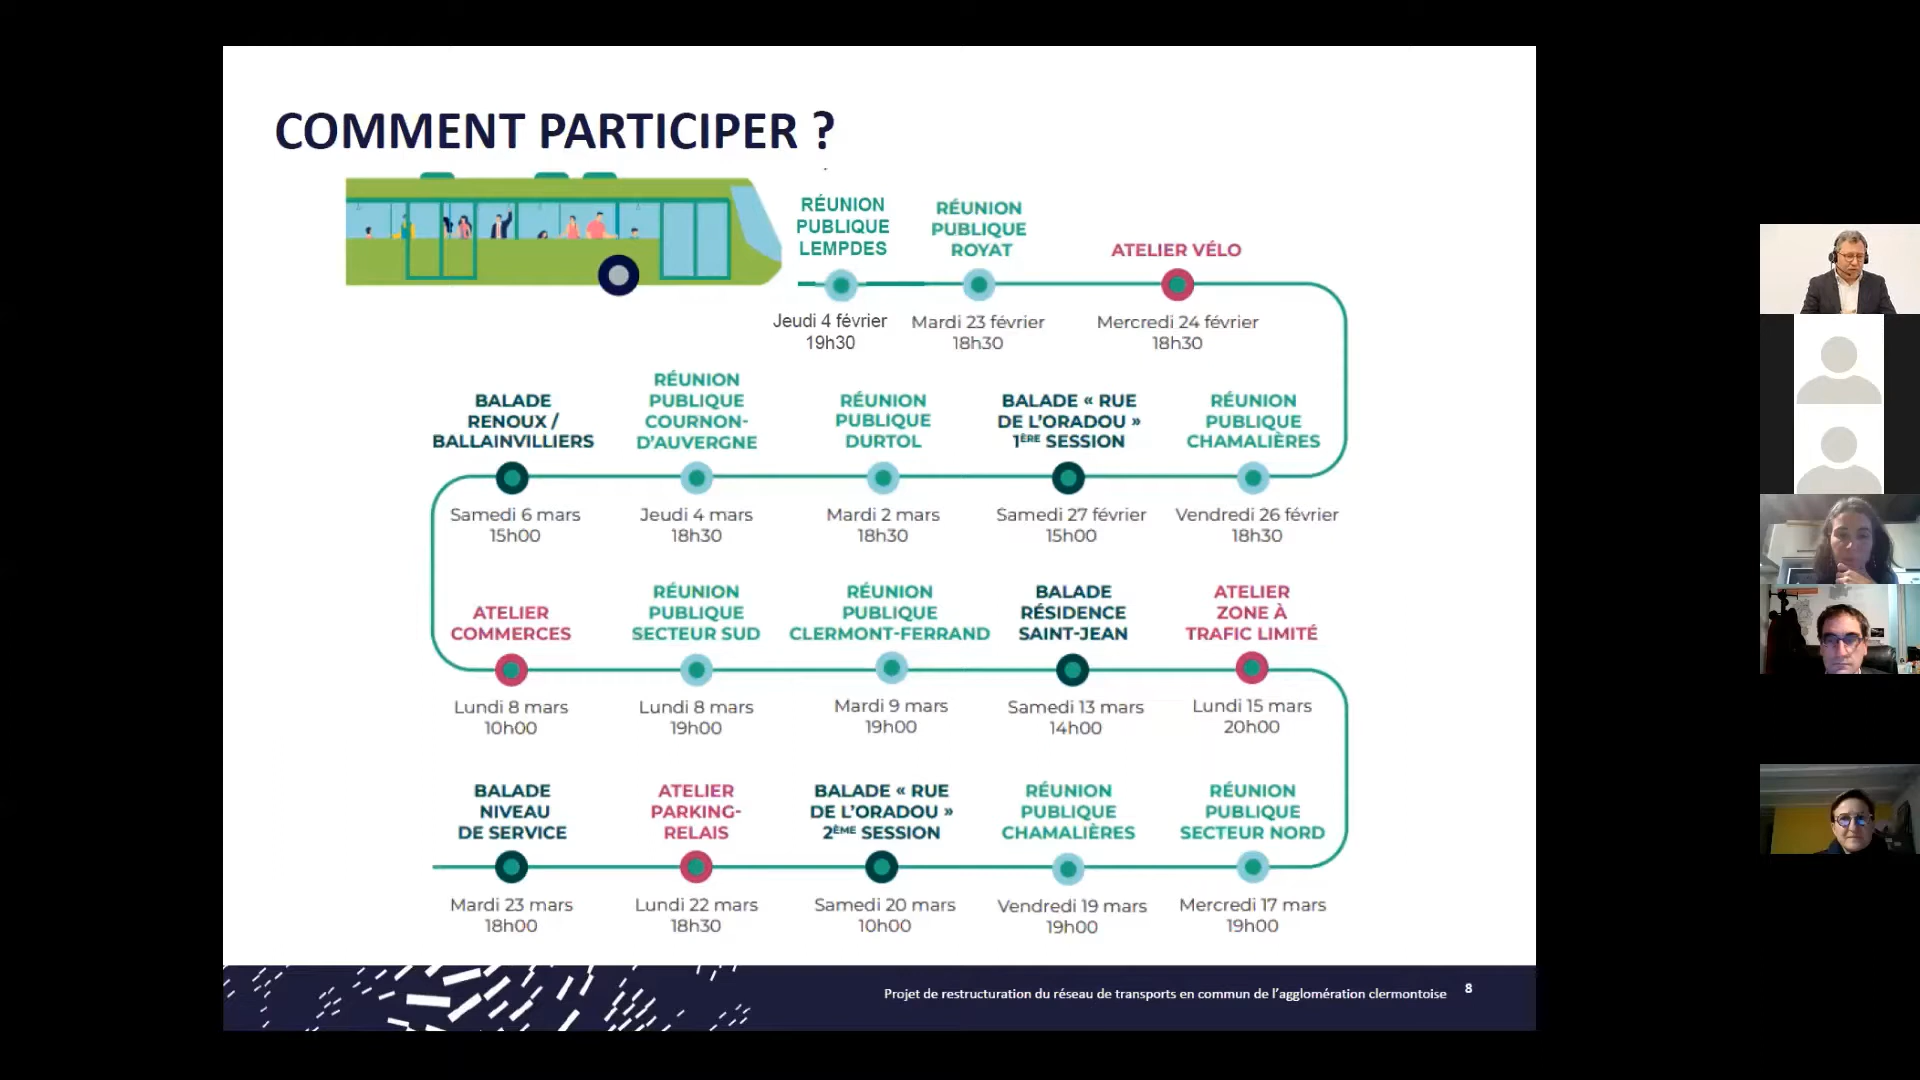 COMMENT PARTICIPER ?
RÉUNION
PUBLIQUE
LEMPDES
Jeudi 4 février
19h30
RÉUNION
PUBLIQUE
ROYAT
Mardi 23 février
18h30
ATELIER VÉLO
Mercredi 24 février
18h30
BALADE
RENOUX /
BALLAINVILLIERS
Samedi 6 mars
15h00
RÉUNION
PUBLIQUE
COURNON-
D'AUVERGNE
Jeudi 4 mars
18h30
RÉUNION
PUBLIQUE
DURTOL
Mardi 2 mars
18h30
BALADE « RUE
DE L'ORADOU »
1ÈRE SESSION
Samedi 27 février
15h00
RÉUNION
PUBLIQUE
CHAMALIÈRES
Vendredi 26 février
18h30
ATELIER
COMMERCES
Lundi 8 mars
10h00
RÉUNION
PUBLIQUE
SECTEUR SUD
Lundi 8 mars
19h00
RÉUNION
PUBLIQUE
CLERMONT-FERRAND
Mardi 9 mars
19h00
BALADE
RÉSIDENCE
SAINT-JEAN
Samedi 13 mars
14h00
ATELIER
ZONE À
TRAFIC LIMITÉ
Lundi 15 mars
20h00
BALADE
NIVEAU
DE SERVICE
Mardi 23 mars
18h00
ATELIER
PARKING-
RELAIS
Lundi 22 mars
18h30
BALADE « RUE
DE L'ORADOU »
2ÈME SESSION
Samedi 20 mars
10h00
RÉUNION
PUBLIQUE
CHAMALIÈRES
Vendredi 19 mars
19h00
RÉUNION
PUBLIQUE
SECTEUR NORD
Mercredi 17 mars
19h00
Projet de restructuration du réseau de transports en commun de l'agglomération clermontoise 8